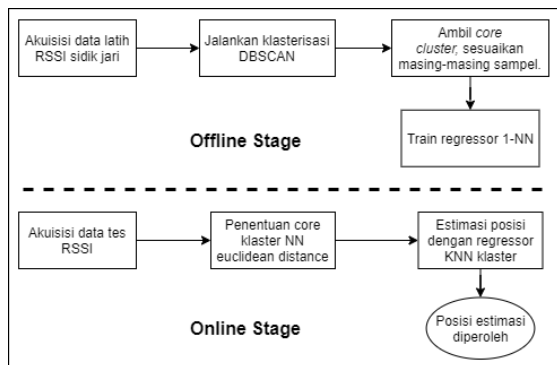 Akuisisi data latih
RSSI sidik jari
Jalankan klasterisasi
DBSCAN
Ambil core
cluster, sesuaikan
masing-masing sampel.
Train regressor 1-NN
Offline Stage
Akuisisi data tes
RSSI
Penentuan core
klaster NN
euclidean distance
Estimasi posisi
dengan regressor
KNN klaster
Posisi estimasi
diperoleh
Online Stage